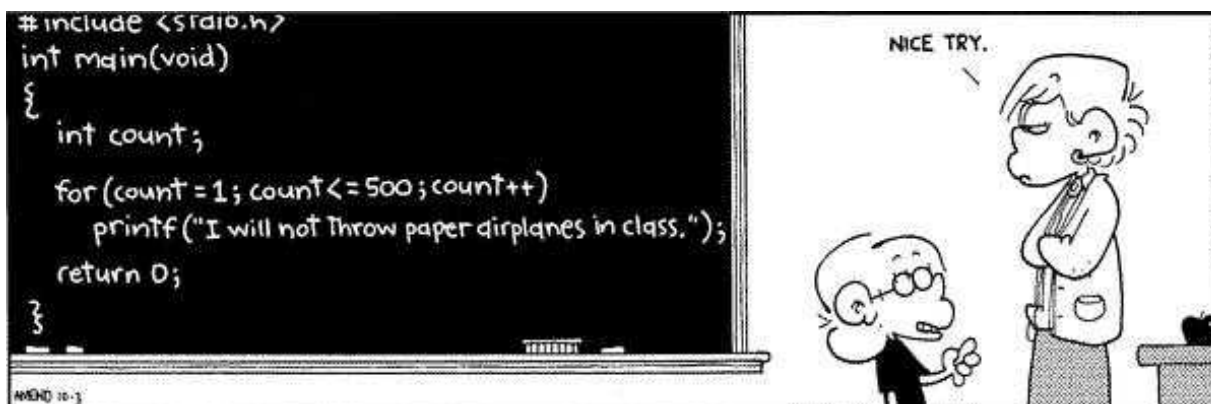 #include <stdio.h>
int main(void)
{
int count;
for (count = 1; count <= 500; count++)
printf("I will not Throw paper airplanes in class.");
return 0;
}
NICE TRY.
AMEND 10-3